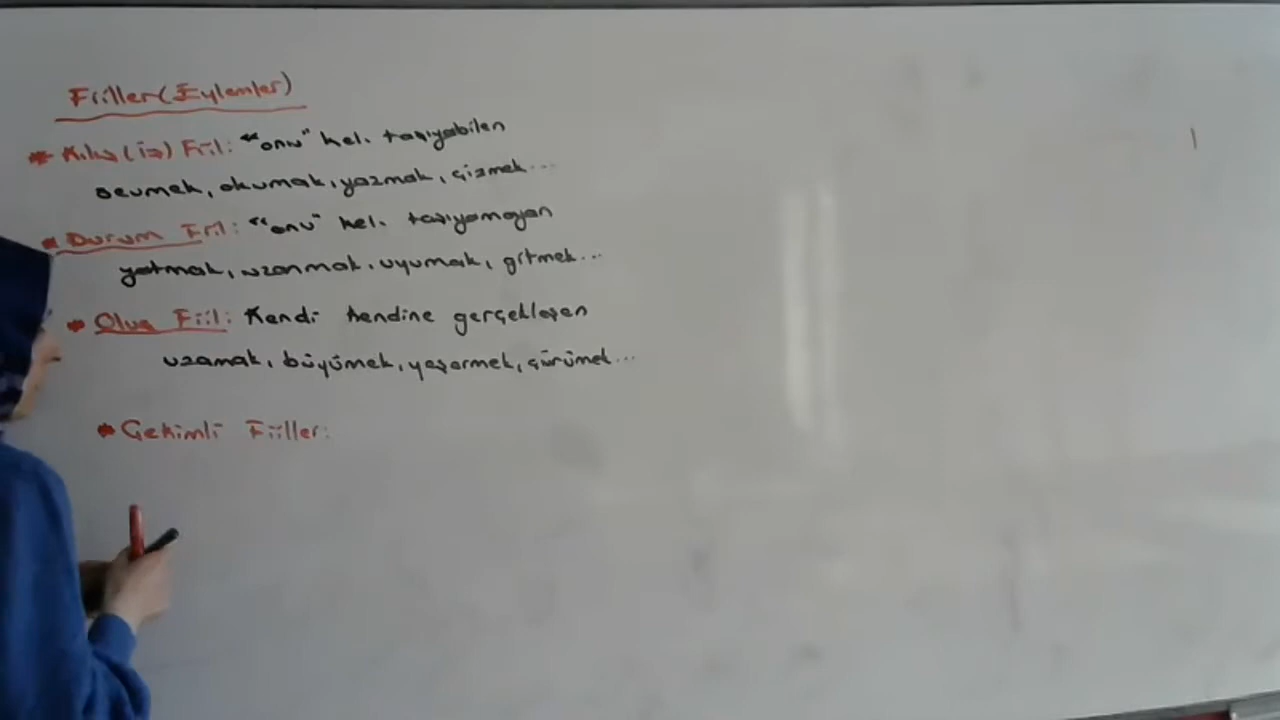 Fiiller (Eylemler)
* Kılış (iş) Fiil: "onu" kel. taşıyabilen
sevmek, okumak, yazmak, çizmek...
* Durum Fiil: "onu" kel. taşıyamayan
yatmak, uzanmak, uyumak, gitmek...
* Oluş Fiil: Kendi kendine gerçekleşen
uzamak, büyümek, yeşermek, çürümek...
* Çekimli Fiiller: